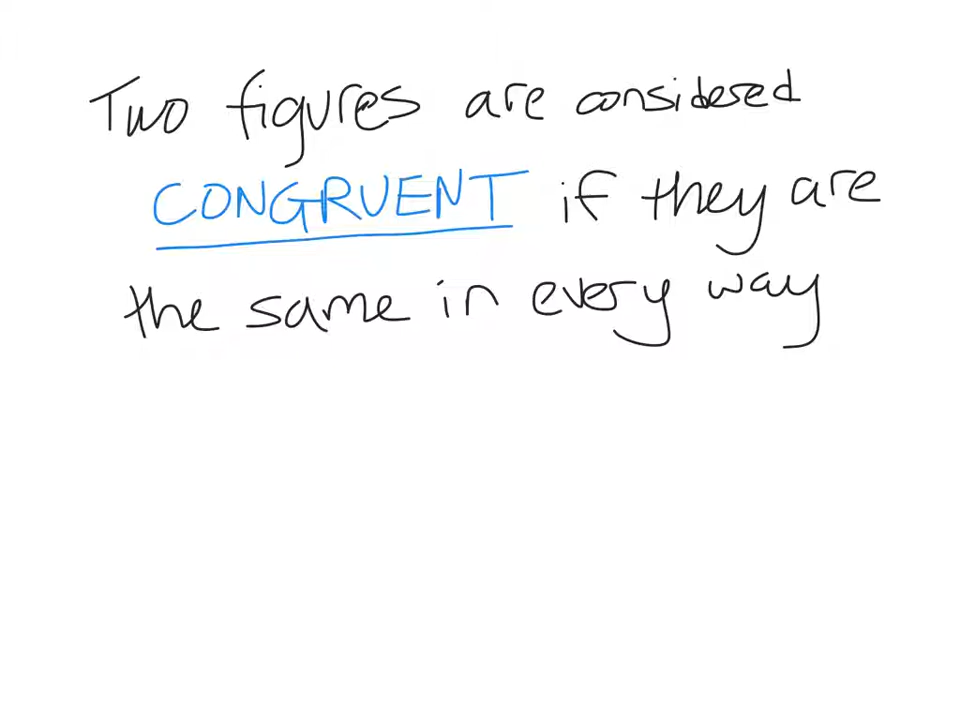 Two figures are considered
CONGRUENT if they are
the same in every way